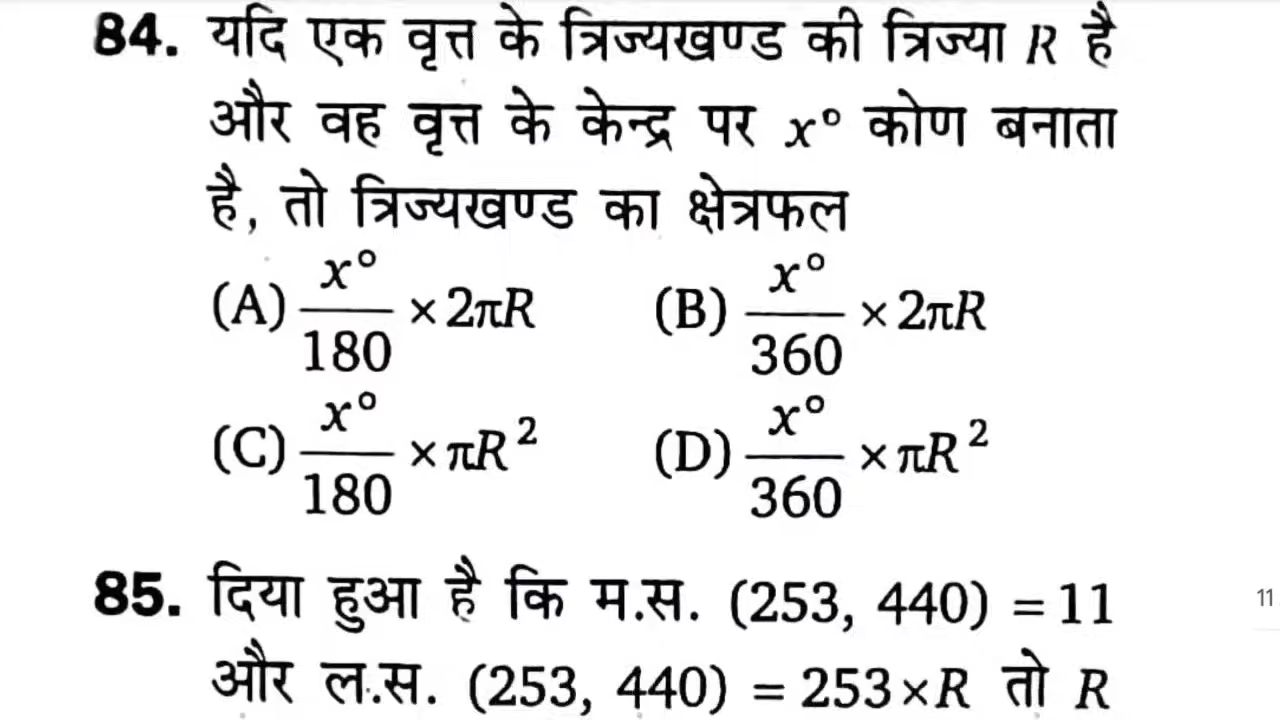 84. यदि एक वृत्त के त्रिज्यखण्ड की त्रिज्या R है
और वह वृत्त के केन्द्र पर x° कोण बनाता
है, तो त्रिज्यखण्ड का क्षेत्रफल
(A) x°/180 × 2πR (B) x°/360 × 2πR
(C) x°/180 × πR² (D) x°/360 × πR²
85. दिया हुआ है कि म.स. (253, 440) = 11
और ल.स. (253, 440) = 253×R तो R
11